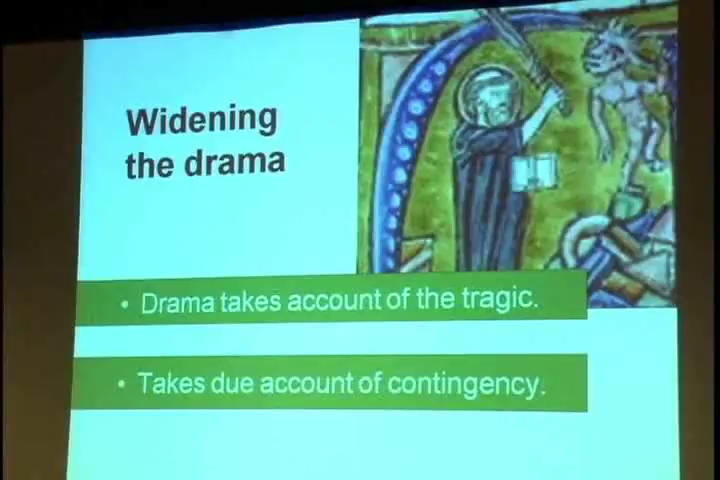 Widening
the drama
• Drama takes account of the tragic.
• Takes due account of contingency.